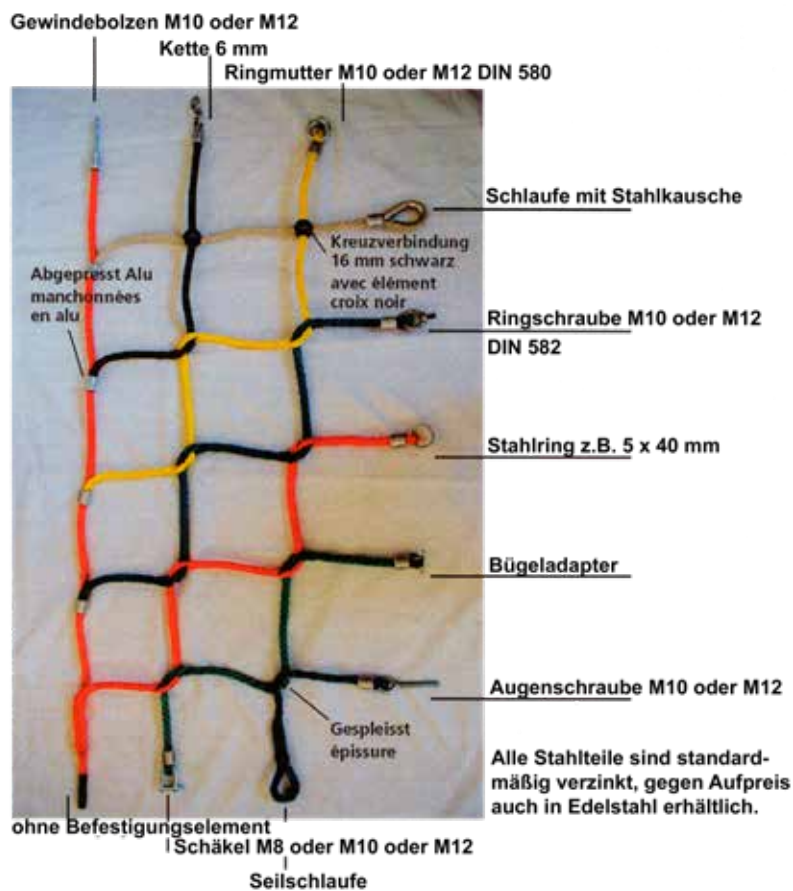 Gewindebolzen M10 oder M12
Kette 6 mm
Ringmutter M10 oder M12 DIN 580
Schlaufe mit Stahlkausche
Kreuzverbindung
16 mm schwarz
avec élément
croix noir
Abgepresst Alu
manchonnées
en alu
Ringschraube M10 oder M12
DIN 582
Stahlring z.B. 5 x 40 mm
Bügeladapter
Augenschraube M10 oder M12
Gespleisst
épissure
Alle Stahlteile sind standard-
mäßig verzinkt, gegen Aufpreis
auch in Edelstahl erhältlich.
ohne Befestigungselement
Schäkel M8 oder M10 oder M12
Seilschlaufe